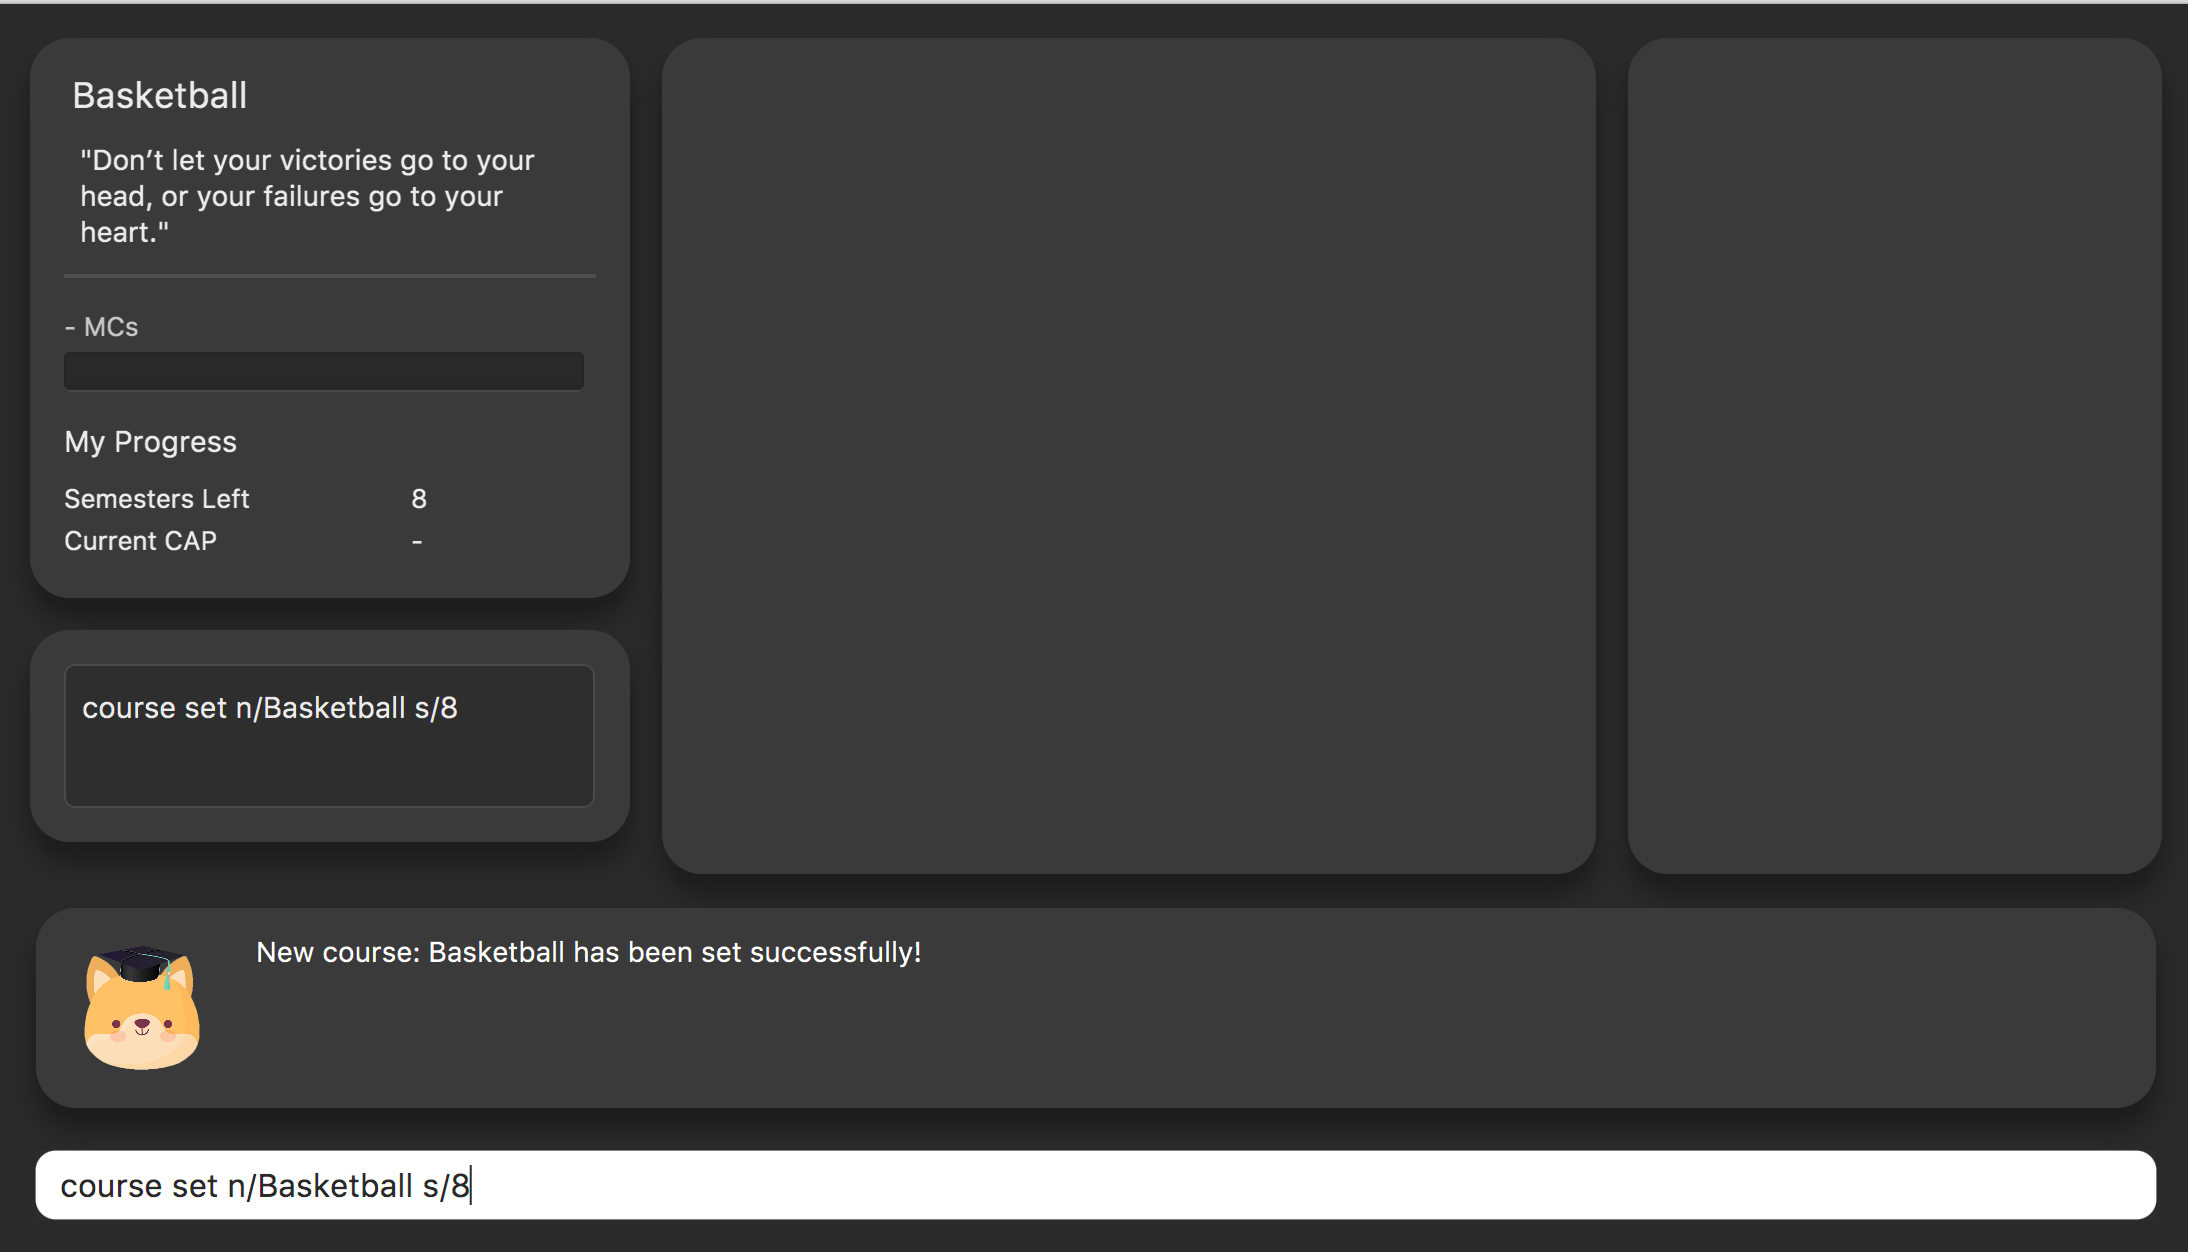 Basketball
"Don’t let your victories go to your
head, or your failures go to your
heart."
- MCs
My Progress
Semesters Left 8
Current CAP -
course set n/Basketball s/8
New course: Basketball has been set successfully!
course set n/Basketball s/8